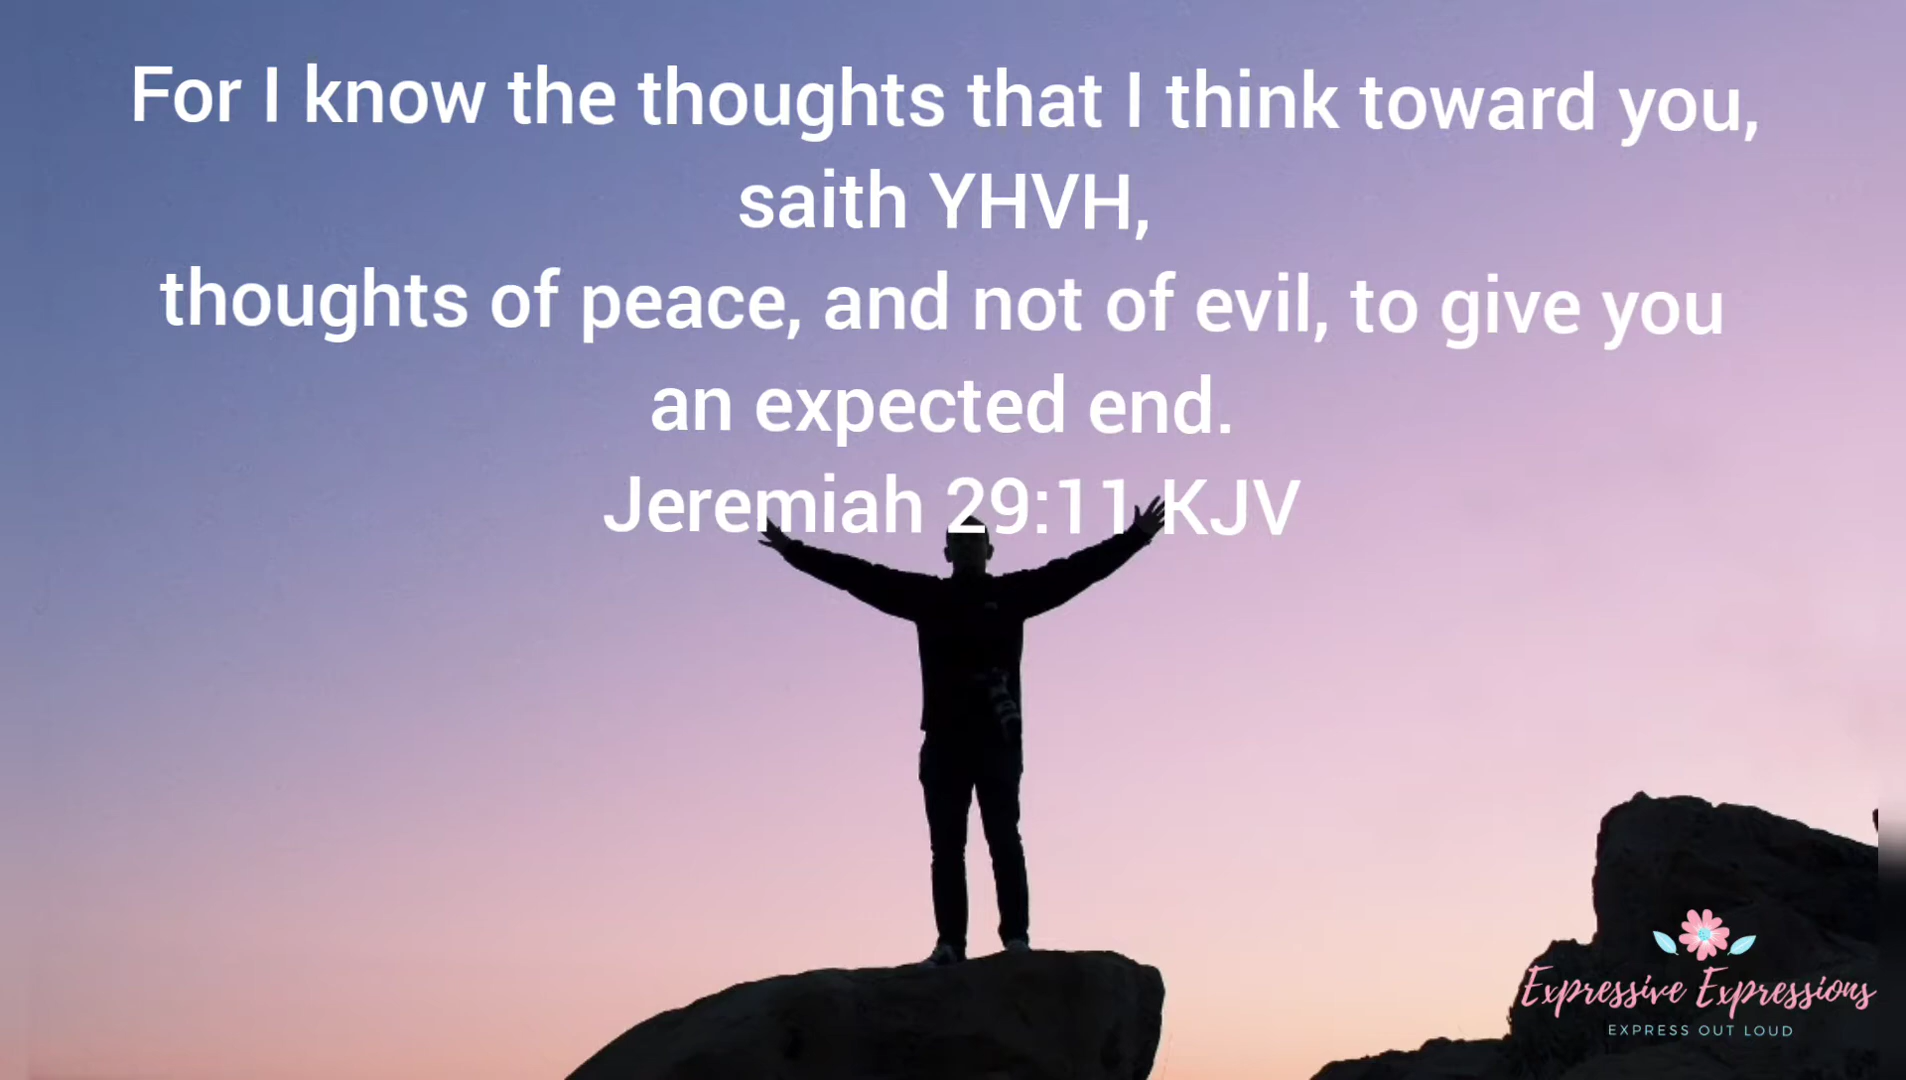 For I know the thoughts that I think toward you,
saith YHVH,
thoughts of peace, and not of evil, to give you
an expected end.
Jeremiah 29:11 KJV
Expressive Expressions
EXPRESS OUT LOUD